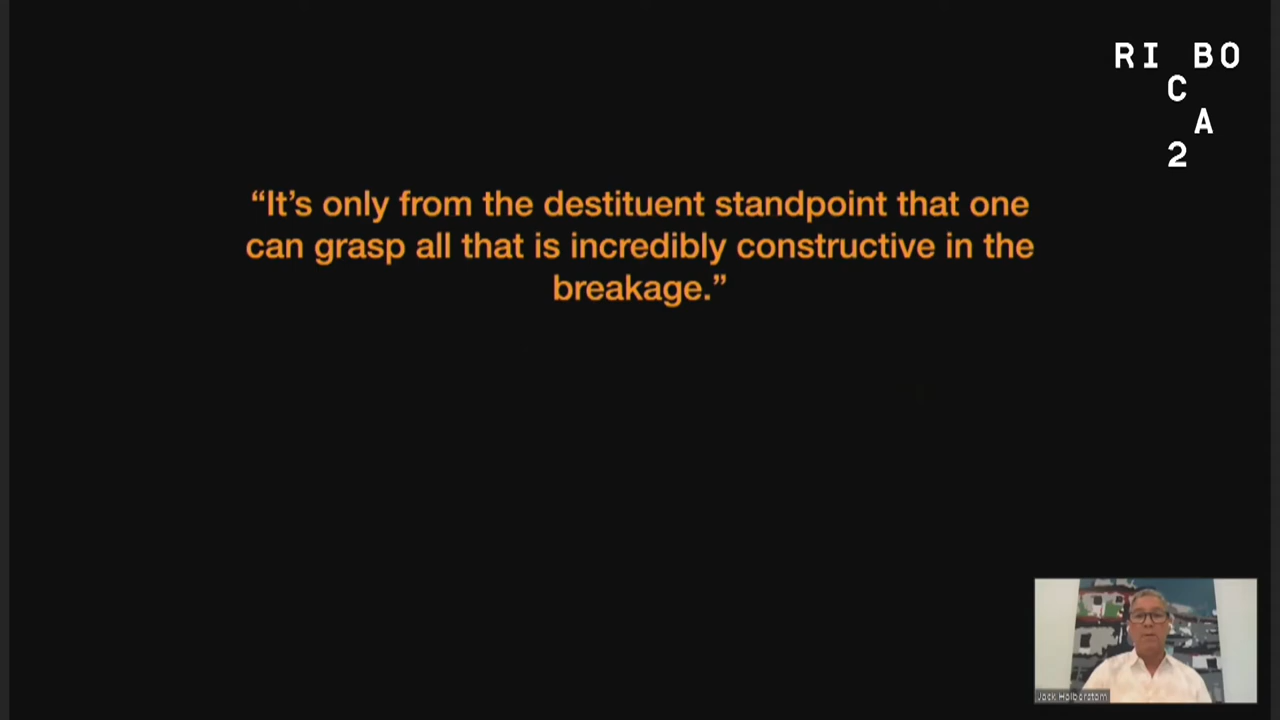 RI BO
C
A
2
“It’s only from the destituent standpoint that one
can grasp all that is incredibly constructive in the
breakage.”
Jack Halberstam